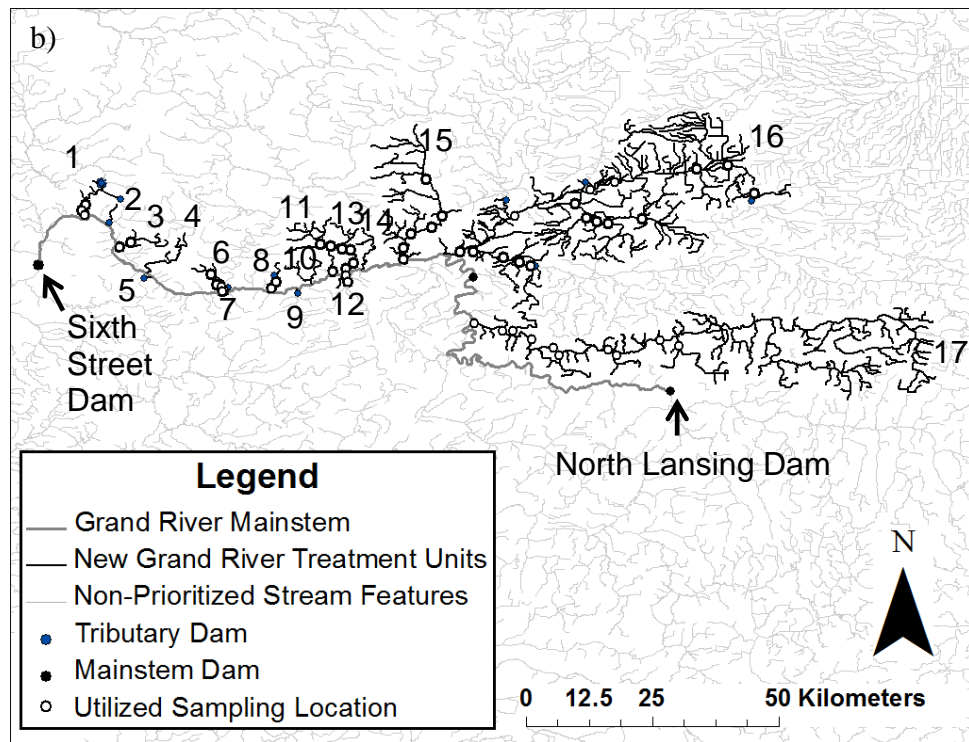 b)
1
2
3
4
5
6
7
8
9
10
11
12
13
14
15
16
17
Sixth
Street
Dam
North Lansing Dam
Legend
Grand River Mainstem
New Grand River Treatment Units
Non-Prioritized Stream Features
Tributary Dam
Mainstem Dam
Utilized Sampling Location
N
0 12.5 25 50 Kilometers